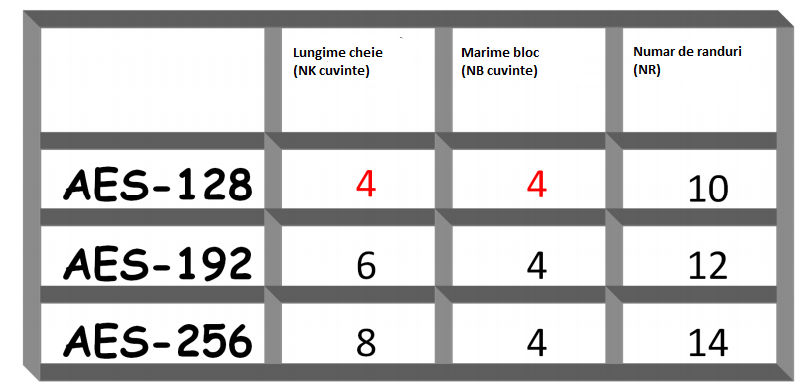 Lungime cheie
(NK cuvinte)
Marime bloc
(NB cuvinte)
Numar de randuri
(NR)
AES-128 4 4 10
AES-192 6 4 12
AES-256 8 4 14